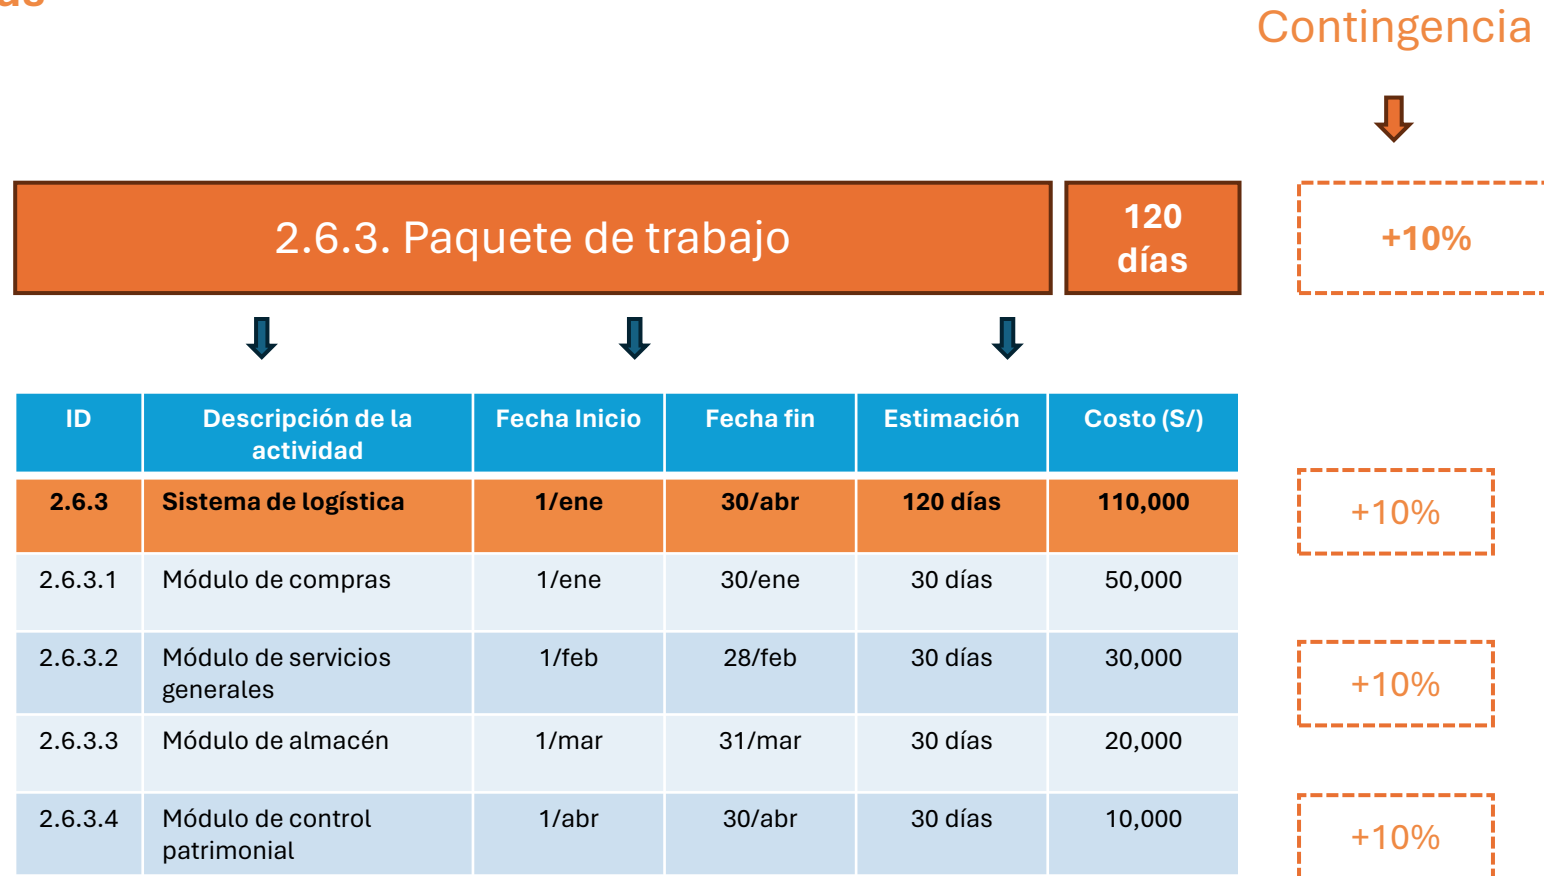 Contingencia
2.6.3. Paquete de trabajo
120
días
+10%
ID
Descripción de la
actividad
Fecha Inicio
Fecha fin
Estimación
Costo (S/)
2.6.3
Sistema de logística
1/ene
30/abr
120 días
110,000
+10%
2.6.3.1
Módulo de compras
1/ene
30/ene
30 días
50,000
2.6.3.2
Módulo de servicios
generales
1/feb
28/feb
30 días
30,000
+10%
2.6.3.3
Módulo de almacén
1/mar
31/mar
30 días
20,000
2.6.3.4
Módulo de control
patrimonial
1/abr
30/abr
30 días
10,000
+10%